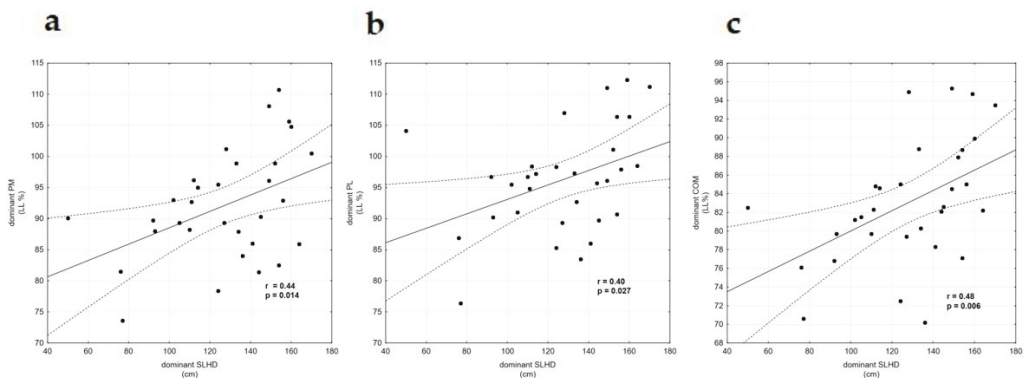 a
115
110
105
100
95
90
85
80
75
70
dominant PIM
(LL %)
40 60 80 100 120 140 160 180
dominant SLHD
(cm)
r = 0.44
p = 0.014
b
115
110
105
100
95
90
85
80
75
70
dominant PL
(LL %)
40 60 80 100 120 140 160 180
dominant SLHD
(cm)
r = 0.40
p = 0.027
c
98
96
94
92
90
88
86
84
82
80
78
76
74
72
70
68
dominant COM
(LL%)
40 60 80 100 120 140 160 180
dominant SLHD
(cm)
r = 0.48
p = 0.006